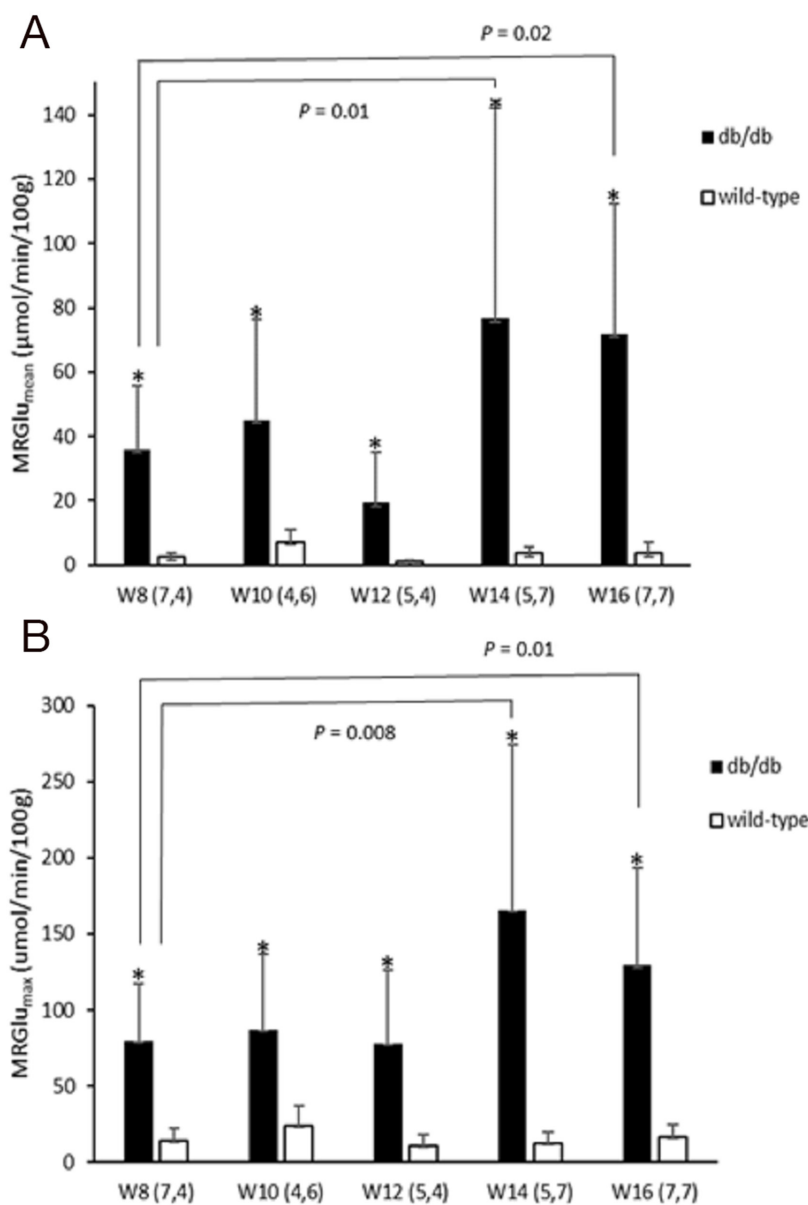 A
P = 0.02
P = 0.01
140
120
100
80
60
40
20
0
MRGlumean (µmol/min/100g)
* * * * *
db/db
wild-type
W8 (7,4) W10 (4,6) W12 (5,4) W14 (5,7) W16 (7,7)
B
P = 0.01
P = 0.008
300
250
200
150
100
50
0
MRGlumax (umol/min/100g)
* * * * *
db/db
wild-type
W8 (7,4) W10 (4,6) W12 (5,4) W14 (5,7) W16 (7,7)